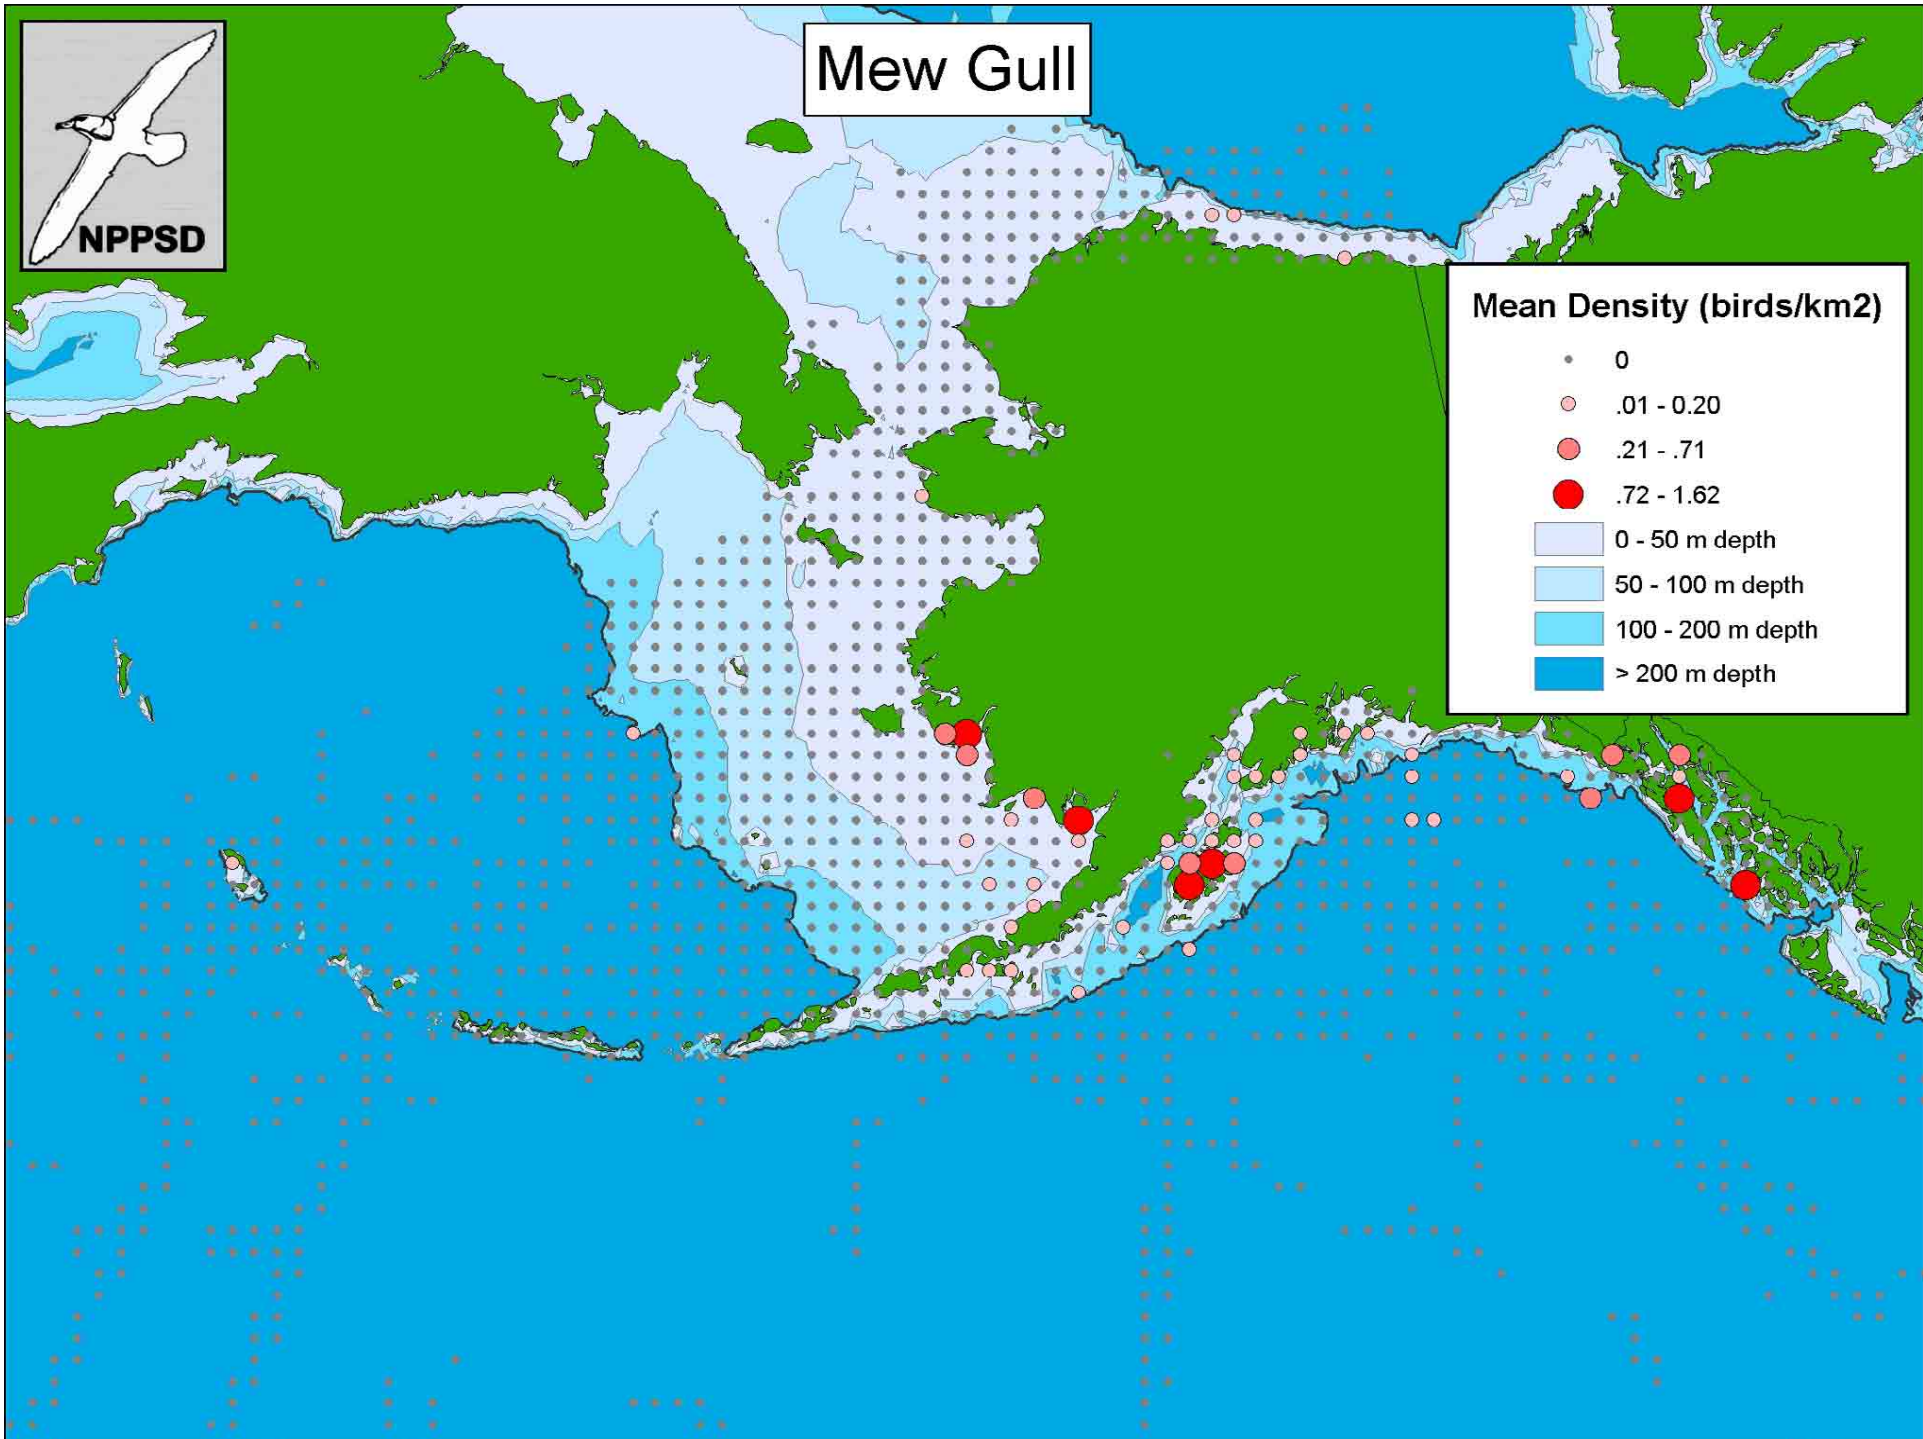 Mew Gull
NPPSD
Mean Density (birds/km2)
0
.01 - 0.20
.21 - .71
.72 - 1.62
0 - 50 m depth
50 - 100 m depth
100 - 200 m depth
> 200 m depth